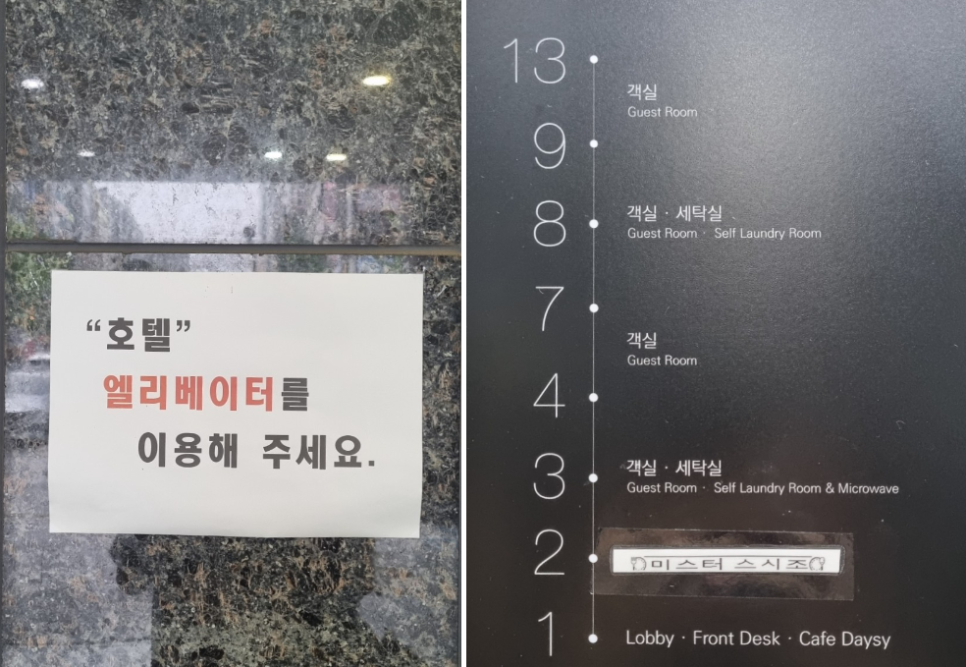 “호텔”
엘리베이터를
이용해 주세요.
13
객실
Guest Room
9
8
객실 · 세탁실
Guest Room · Self Laundry Room
7
객실
Guest Room
4
3
객실 · 세탁실
Guest Room · Self Laundry Room & Microwave
2
미스터 스시조
1
Lobby · Front Desk · Cafe Daysy